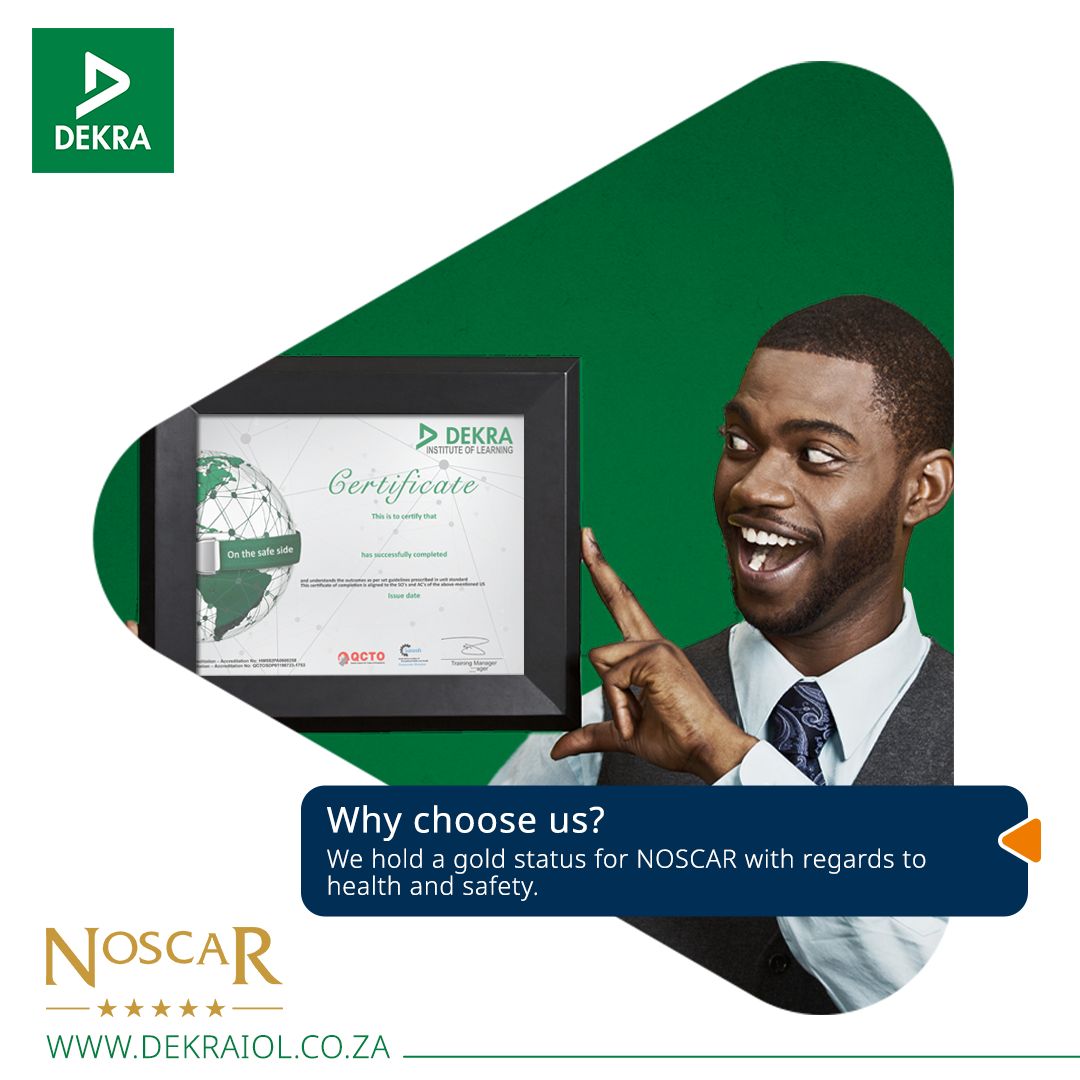 DEKRA
DEKRA
INSTITUTE OF LEARNING
Certificate
This is to certify that
On the safe side
has successfully completed
and understands the outcomes as per set guidelines prescribed in unit standard
This certificate of completion is aligned to the SO's and AC's of the above mentioned US
Issue date
Accreditation No: HWSETA
QCTO
Training Manager
Why choose us?
We hold a gold status for NOSCAR with regards to
health and safety.
NOSCAR
WWW.DEKRAIOL.CO.ZA